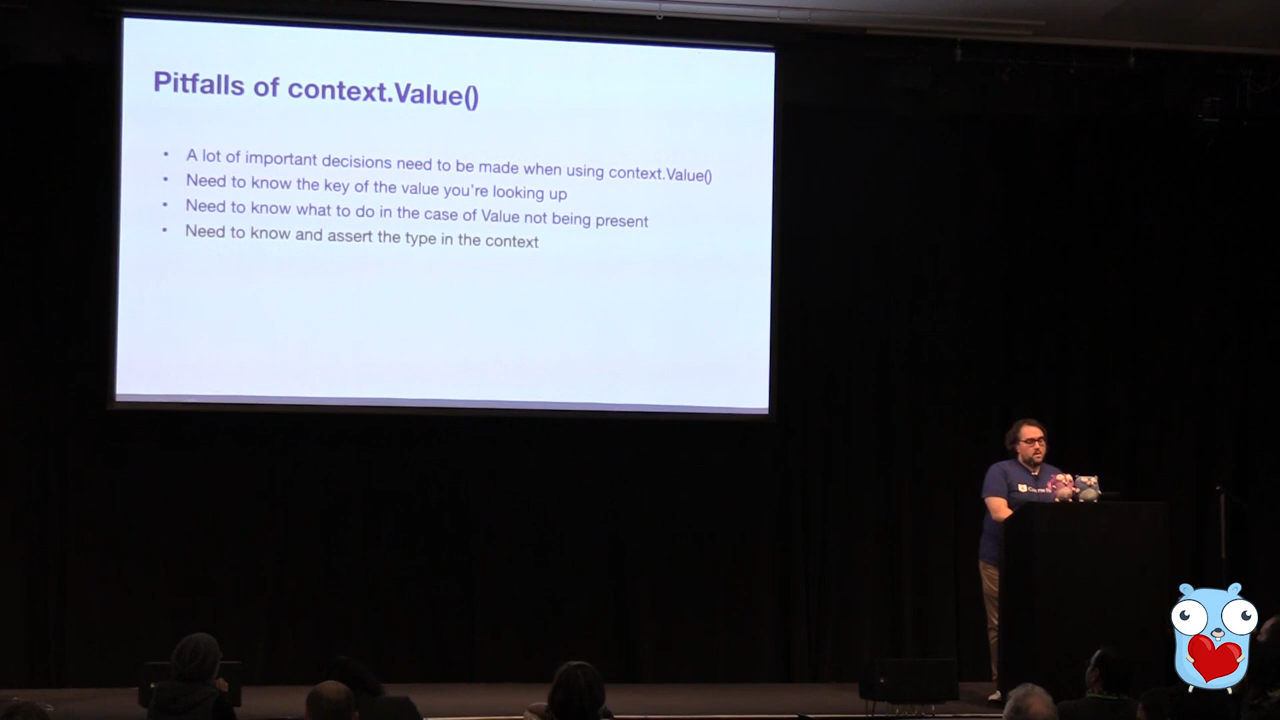 Pitfalls of context.Value()
• A lot of important decisions need to be made when using context.Value()
• Need to know the key of the value you're looking up
• Need to know what to do in the case of Value not being present
• Need to know and assert the type in the context